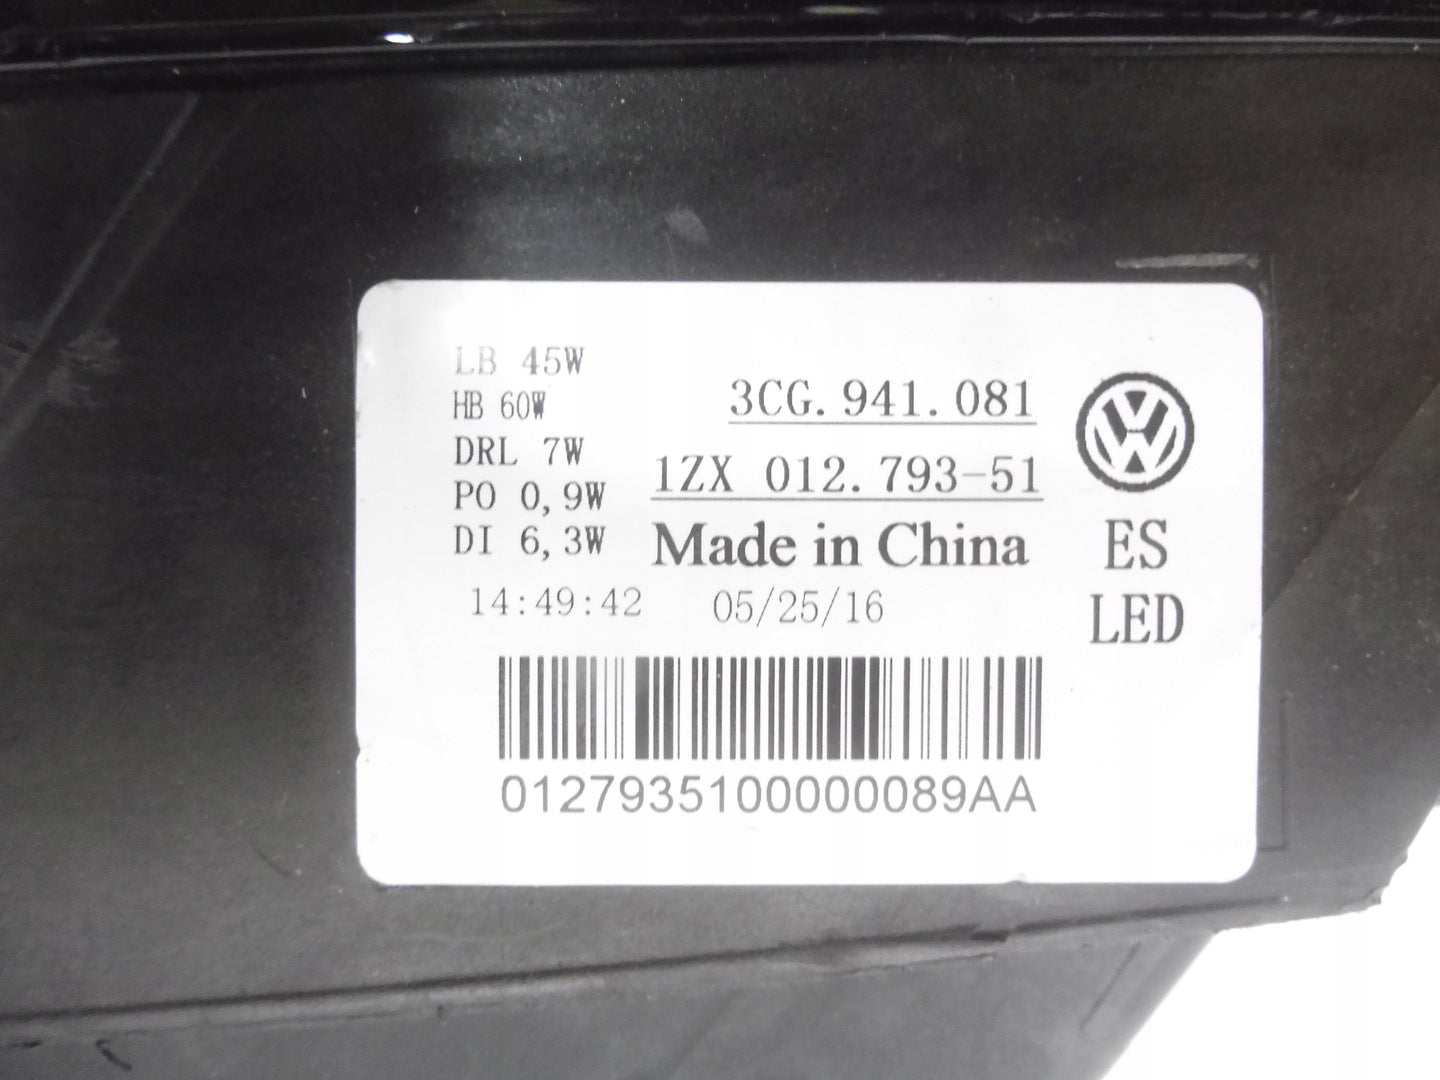 LB 45W
HB 60W
DRL 7W
PO 0,9W
DI 6,3W
3CG.941.081
1ZX 012.793-51
Made in China
14:49:42 05/25/16
ES
LED
0127935100000089AA